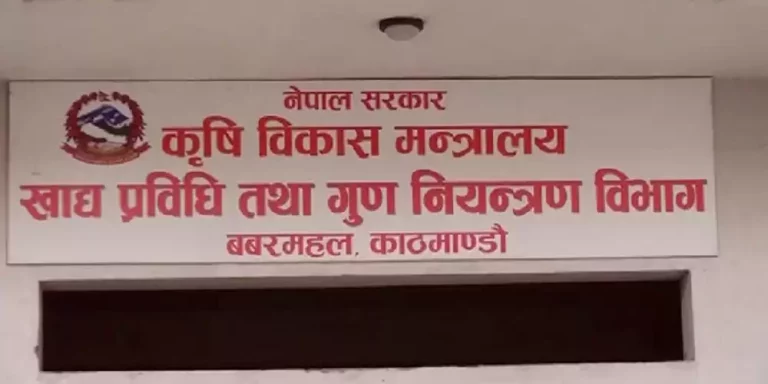 नेपाल सरकार
कृषि विकास मन्त्रालय
खाद्य प्रविधि तथा गुण नियन्त्रण विभाग
बबरमहल, काठमाण्डौ